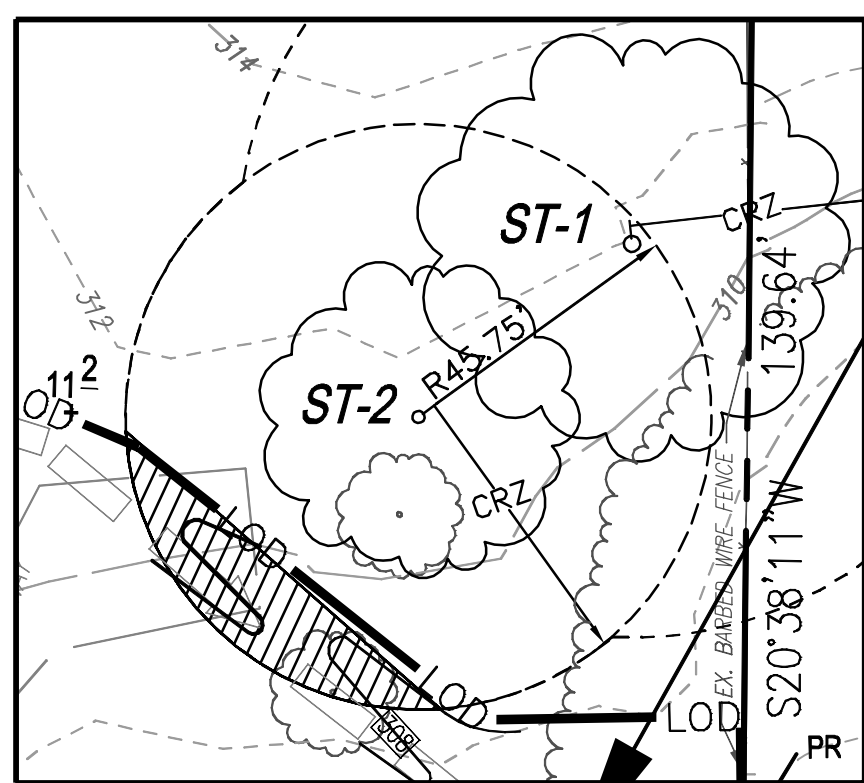 314
ST-1
CRZ
310
139.64'
312
R45.75'
11 2
ST-2
LOD
CRZ
LOD
EX. BARBED WIRE FENCE
S20°38'11"W
LOD
LOD
308
PR